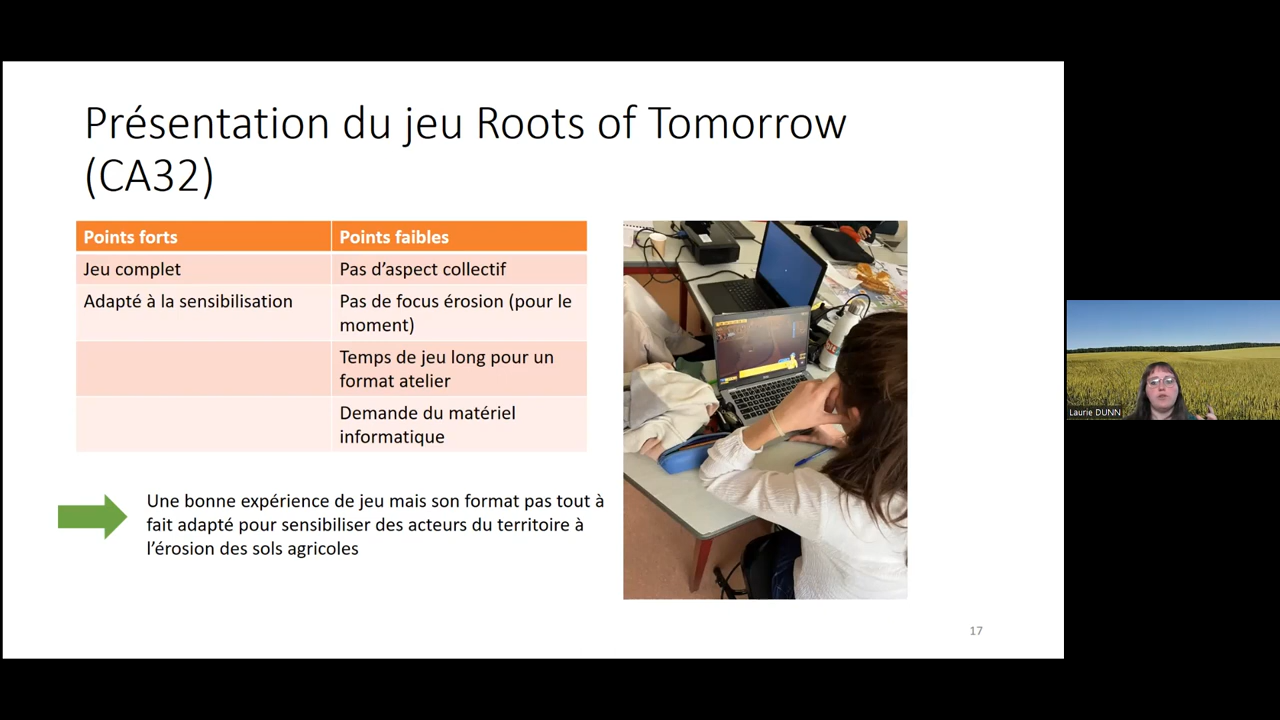 Présentation du jeu Roots of Tomorrow
(CA32)
Points forts
Points faibles
Jeu complet
Pas d’aspect collectif
Adapté à la sensibilisation
Pas de focus érosion (pour le
moment)
Temps de jeu long pour un
format atelier
Demande du matériel
informatique
Une bonne expérience de jeu mais son format pas tout à
fait adapté pour sensibiliser des acteurs du territoire à
l’érosion des sols agricoles
17
Laurie DUNN